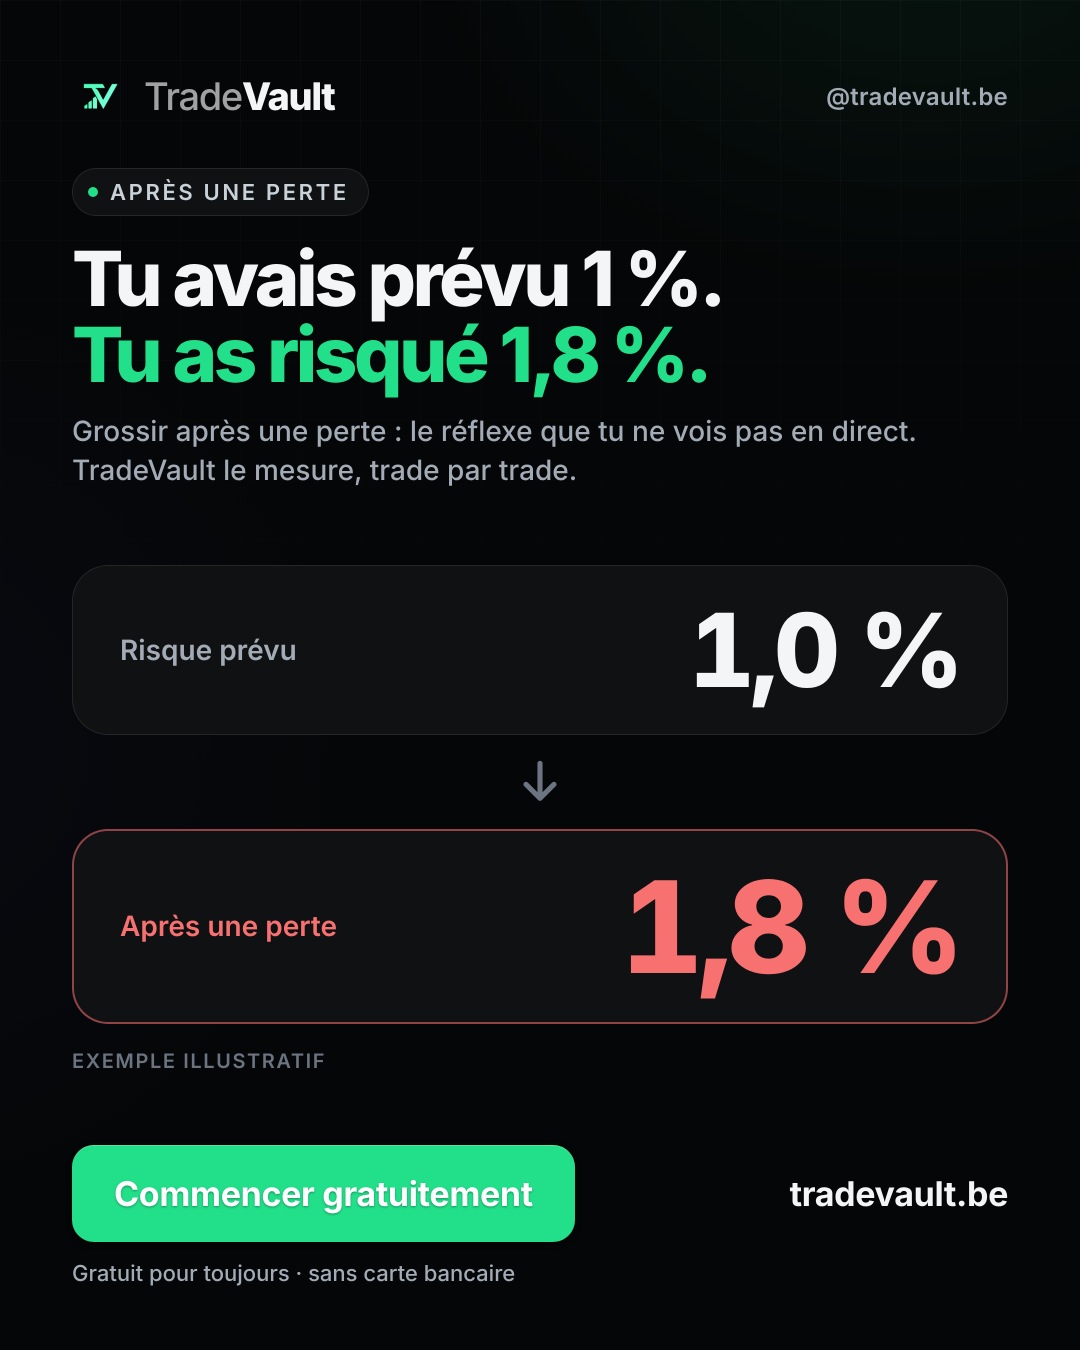 TradeVault
@tradevault.be
APRÈS UNE PERTE
Tu avais prévu 1 %.
Tu as risqué 1,8 %.
Grossir après une perte : le réflexe que tu ne vois pas en direct.
TradeVault le mesure, trade par trade.
Risque prévu
1,0 %
Après une perte
1,8 %
EXEMPLE ILLUSTRATIF
Commencer gratuitement
tradevault.be
Gratuit pour toujours · sans carte bancaire